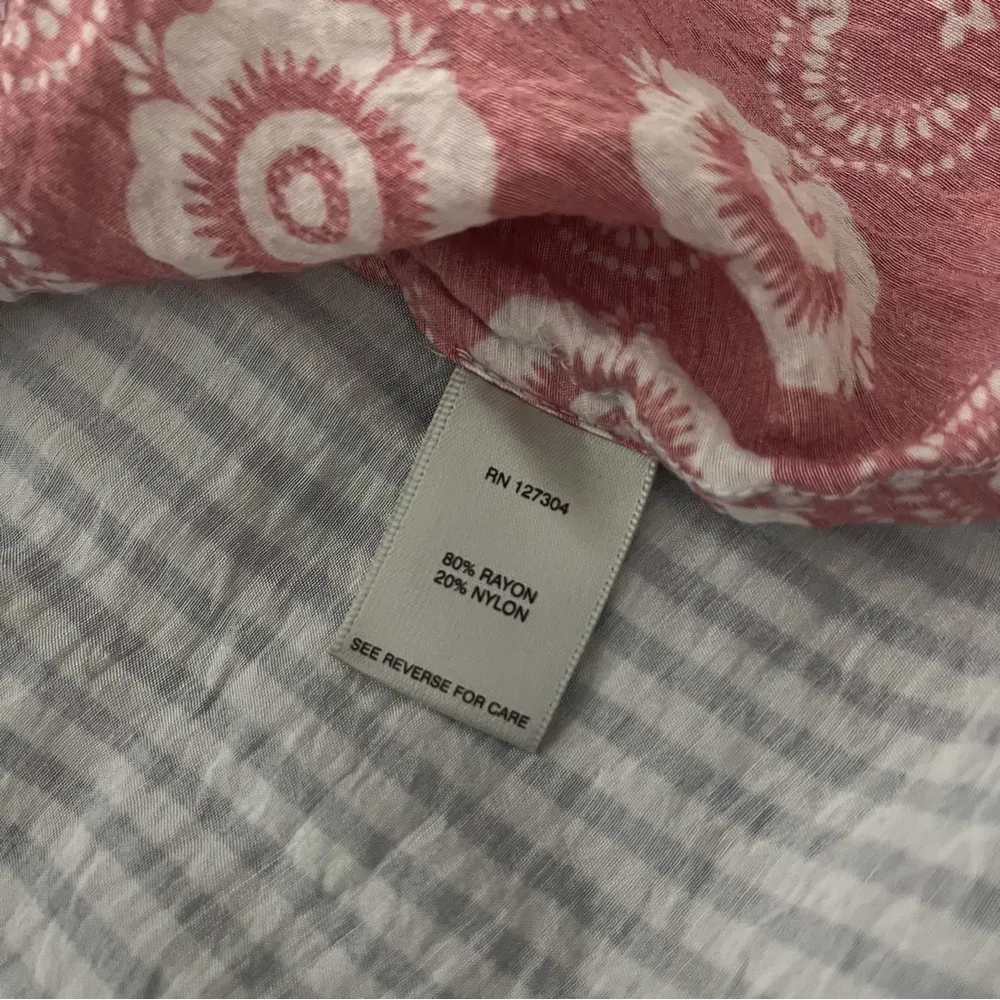 RN 127304
80% RAYON
20% NYLON
SEE REVERSE FOR CARE